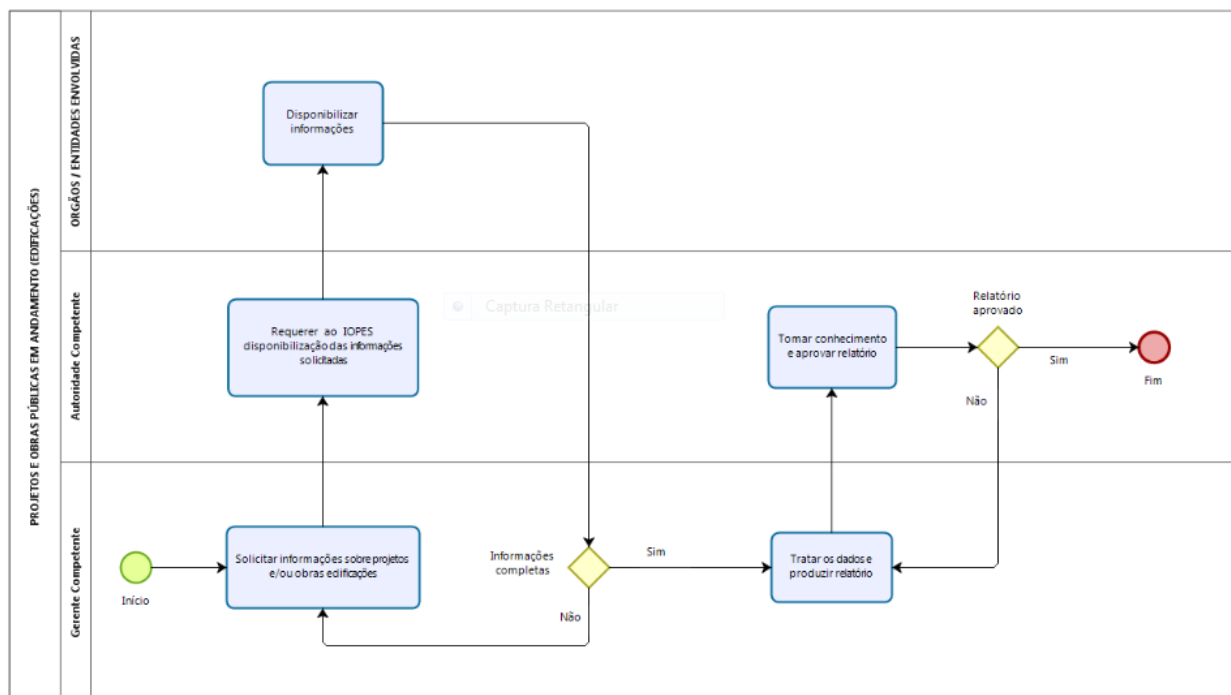 PROJETOS E OBRAS PÚBLICAS EM ANDAMENTO (EDIFICAÇÕES)
ORGÃOS / ENTIDADES ENVOLVIDAS
Disponibilizar
informações
Autoridade Competente
Requerer ao IOPES
disponibilização das informações
solicitadas
Captura Retangular
Tomar conhecimento
e aprovar relatório
Relatório
aprovado
Sim
Fim
Não
Gerente Competente
Início
Solicitar informações sobre projetos
e/ou obras edificações
Informações
completas
Sim
Não
Tratar os dados e
produzir relatório